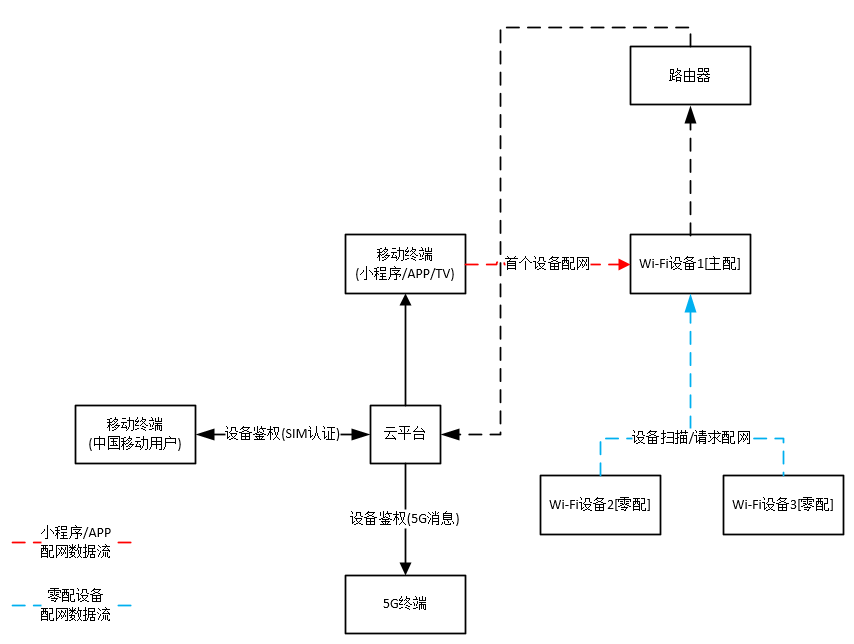 路由器
移动终端
(小程序/APP/TV)
首个设备配网
Wi-Fi设备1[主配]
移动终端
(中国移动用户)
设备鉴权(SIM认证)
云平台
设备扫描/请求配网
Wi-Fi设备2[零配]
Wi-Fi设备3[零配]
设备鉴权(5G消息)
小程序/APP
配网数据流
5G终端
零配设备
配网数据流